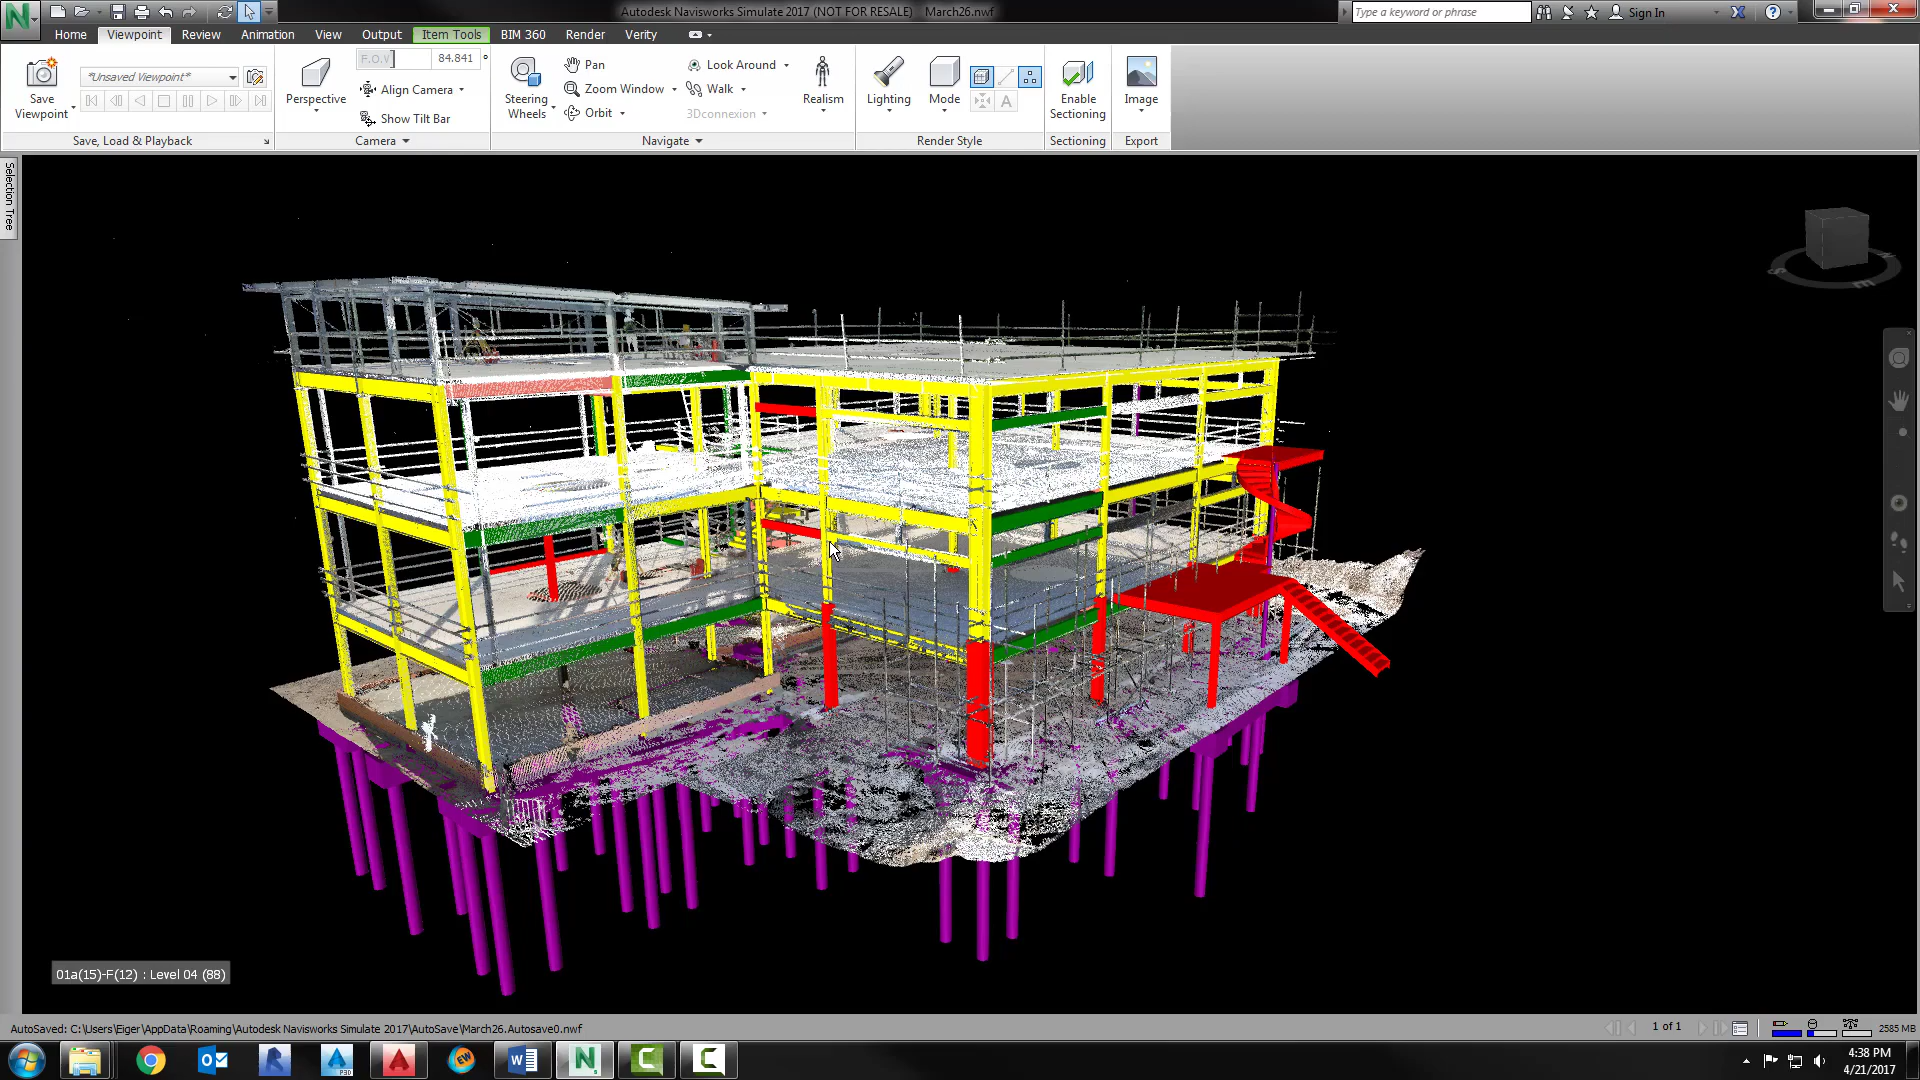 Autodesk Navisworks Simulate 2017 (NOT FOR RESALE) March26.nwf
Type a keyword or phrase
Sign In
Home Viewpoint Review Animation View Output Item Tools BIM 360 Render Verity
Save Viewpoint
*Unsaved Viewpoint*
Save, Load & Playback
Perspective
F.O.V 84.841 °
Align Camera
Show Tilt Bar
Camera
Steering Wheels
Pan
Zoom Window
Orbit
Look Around
Walk
3Dconnexion
Realism
Navigate
Lighting
Mode
A
Render Style
Enable Sectioning
Sectioning
Image
Export
Selection Tree
S
E
01a(15)-F(12) : Level 04 (88)
AutoSaved: C:\Users\Eiger\AppData\Roaming\Autodesk Navisworks Simulate 2017\AutoSave\March26.Autosave0.nwf
1 of 1
2585 MB
4:38 PM
4/21/2017